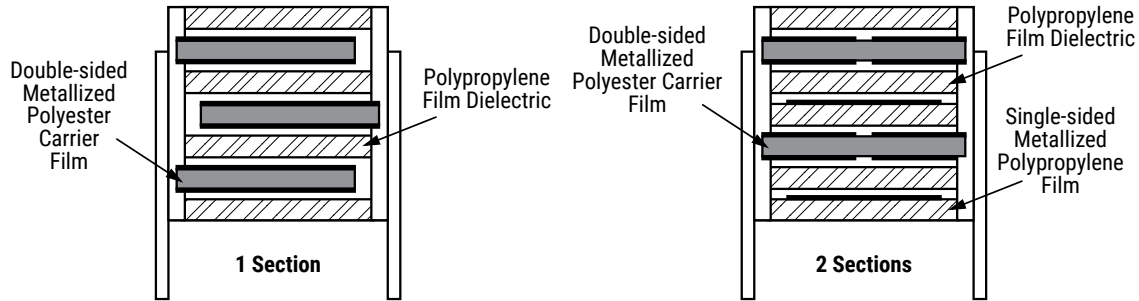 Double-sided
Metallized
Polyester
Carrier
Film
Polypropylene
Film Dielectric
1 Section
Double-sided
Metallized
Polyester Carrier
Film
Polypropylene
Film Dielectric
Single-sided
Metallized
Polypropylene
Film
2 Sections